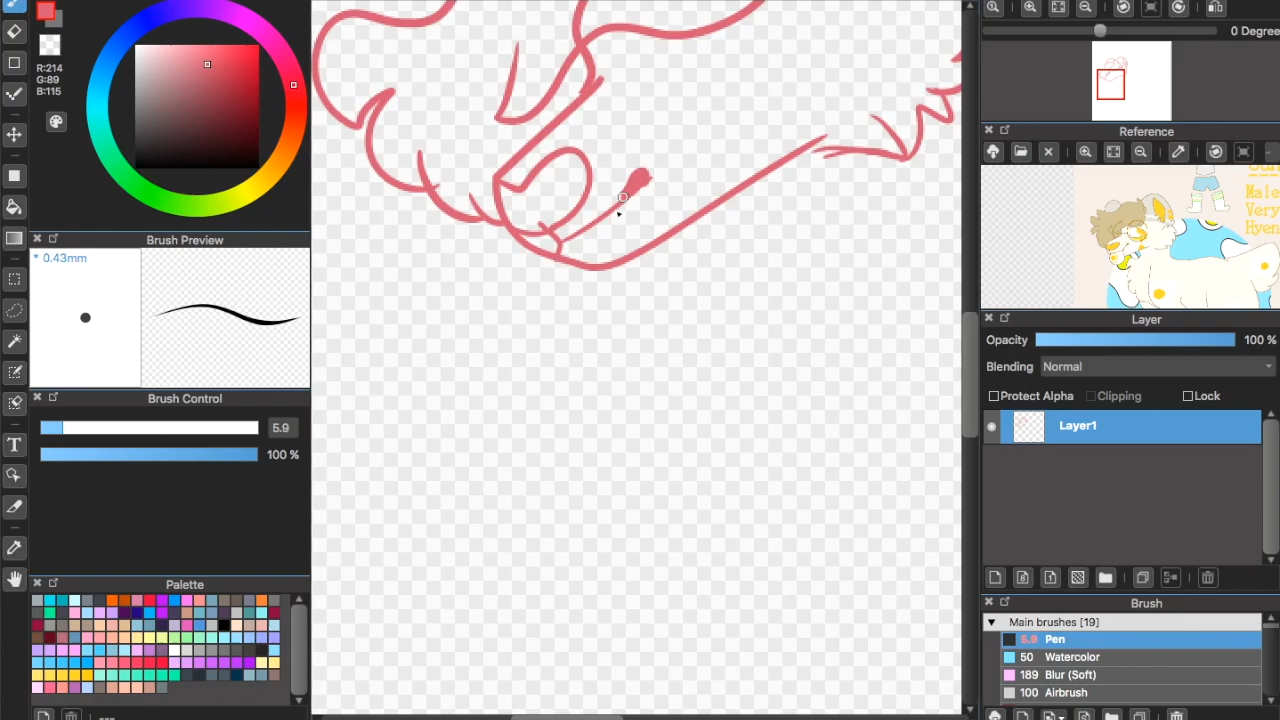 R:214
G:89
B:115
0 Degree
Reference
Male
Very
Hyen
Brush Preview
* 0.43mm
Layer
Opacity 100 %
Blending Normal
Protect Alpha Clipping Lock
Layer1
Brush Control
5.9
100 %
T
Palette
Brush
Main brushes [19]
5.9 Pen
50 Watercolor
189 Blur (Soft)
100 Airbrush